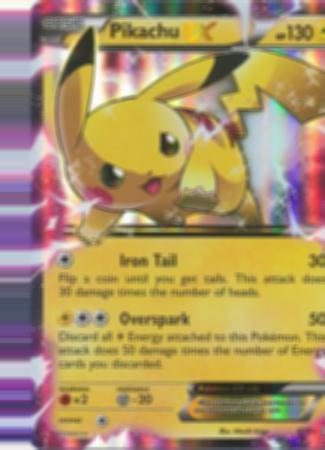 Pikachu
HP130
Iron Tail 30
Flip a coin until you get tails. This attack does
30 damage times the number of heads.
Overspark 50
Discard all Energy attached to this Pokémon. This
attack does 50 damage times the number of Energy
cards you discarded.
weakness resistance
×2 -20
retreat